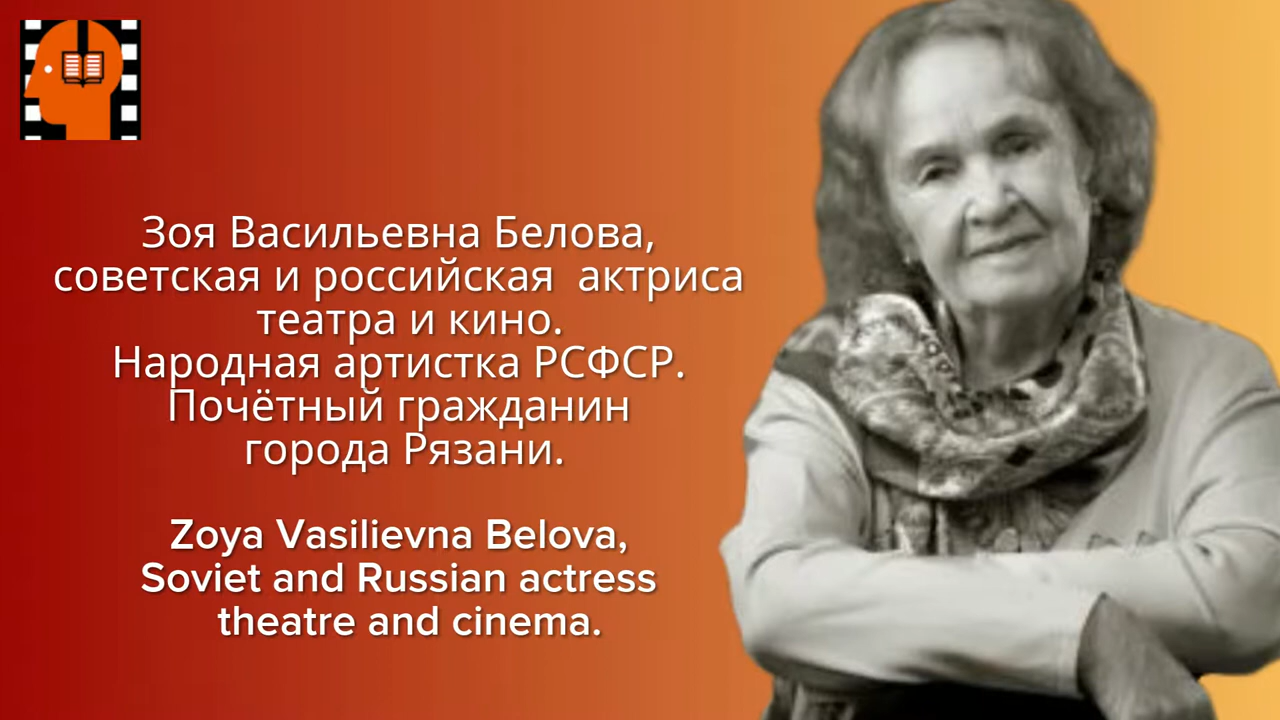 Зоя Васильевна Белова,
советская и российская актриса
театра и кино.
Народная артистка РСФСР.
Почётный гражданин
города Рязани.
Zoya Vasilievna Belova,
Soviet and Russian actress
theatre and cinema.